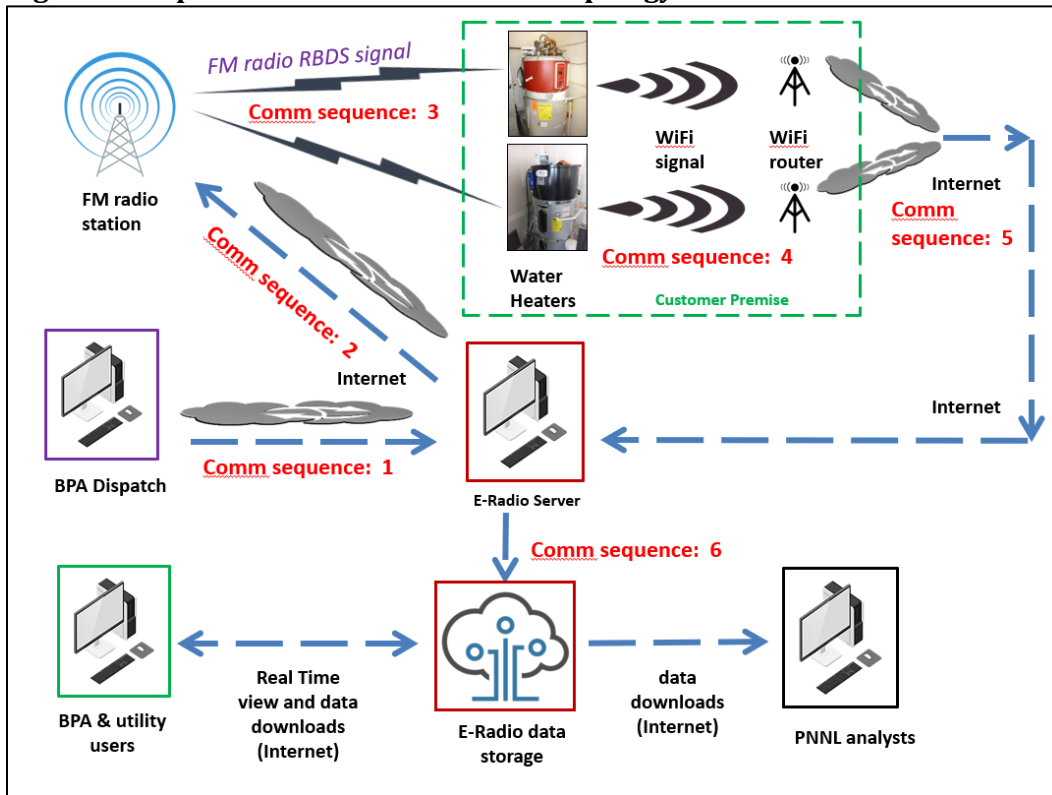 FM radio RBDS signal
Comm sequence: 3
FM radio
station
WiFi
signal
WiFi
router
Internet
Comm
sequence: 5
Comm sequence: 4
Water
Heaters
Customer Premise
Comm sequence: 2
Internet
Internet
Comm sequence: 1
BPA Dispatch
E-Radio Server
Comm sequence: 6
BPA & utility
users
Real Time
view and data
downloads
(Internet)
E-Radio data
storage
data
downloads
(Internet)
PNNL analysts